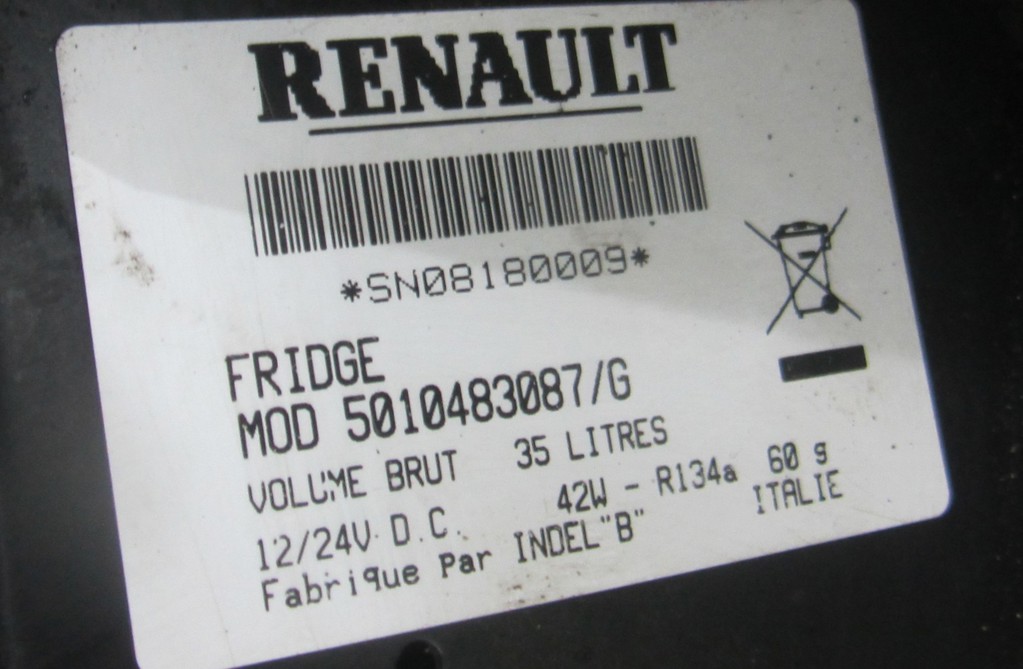 RENAULT
*SN08180009*
FRIDGE
MOD 5010483087/G
VOLUME BRUT 35 LITRES
12/24V D.C. 42W - R134a 60 g
Fabrique Par INDEL "B" ITALIE